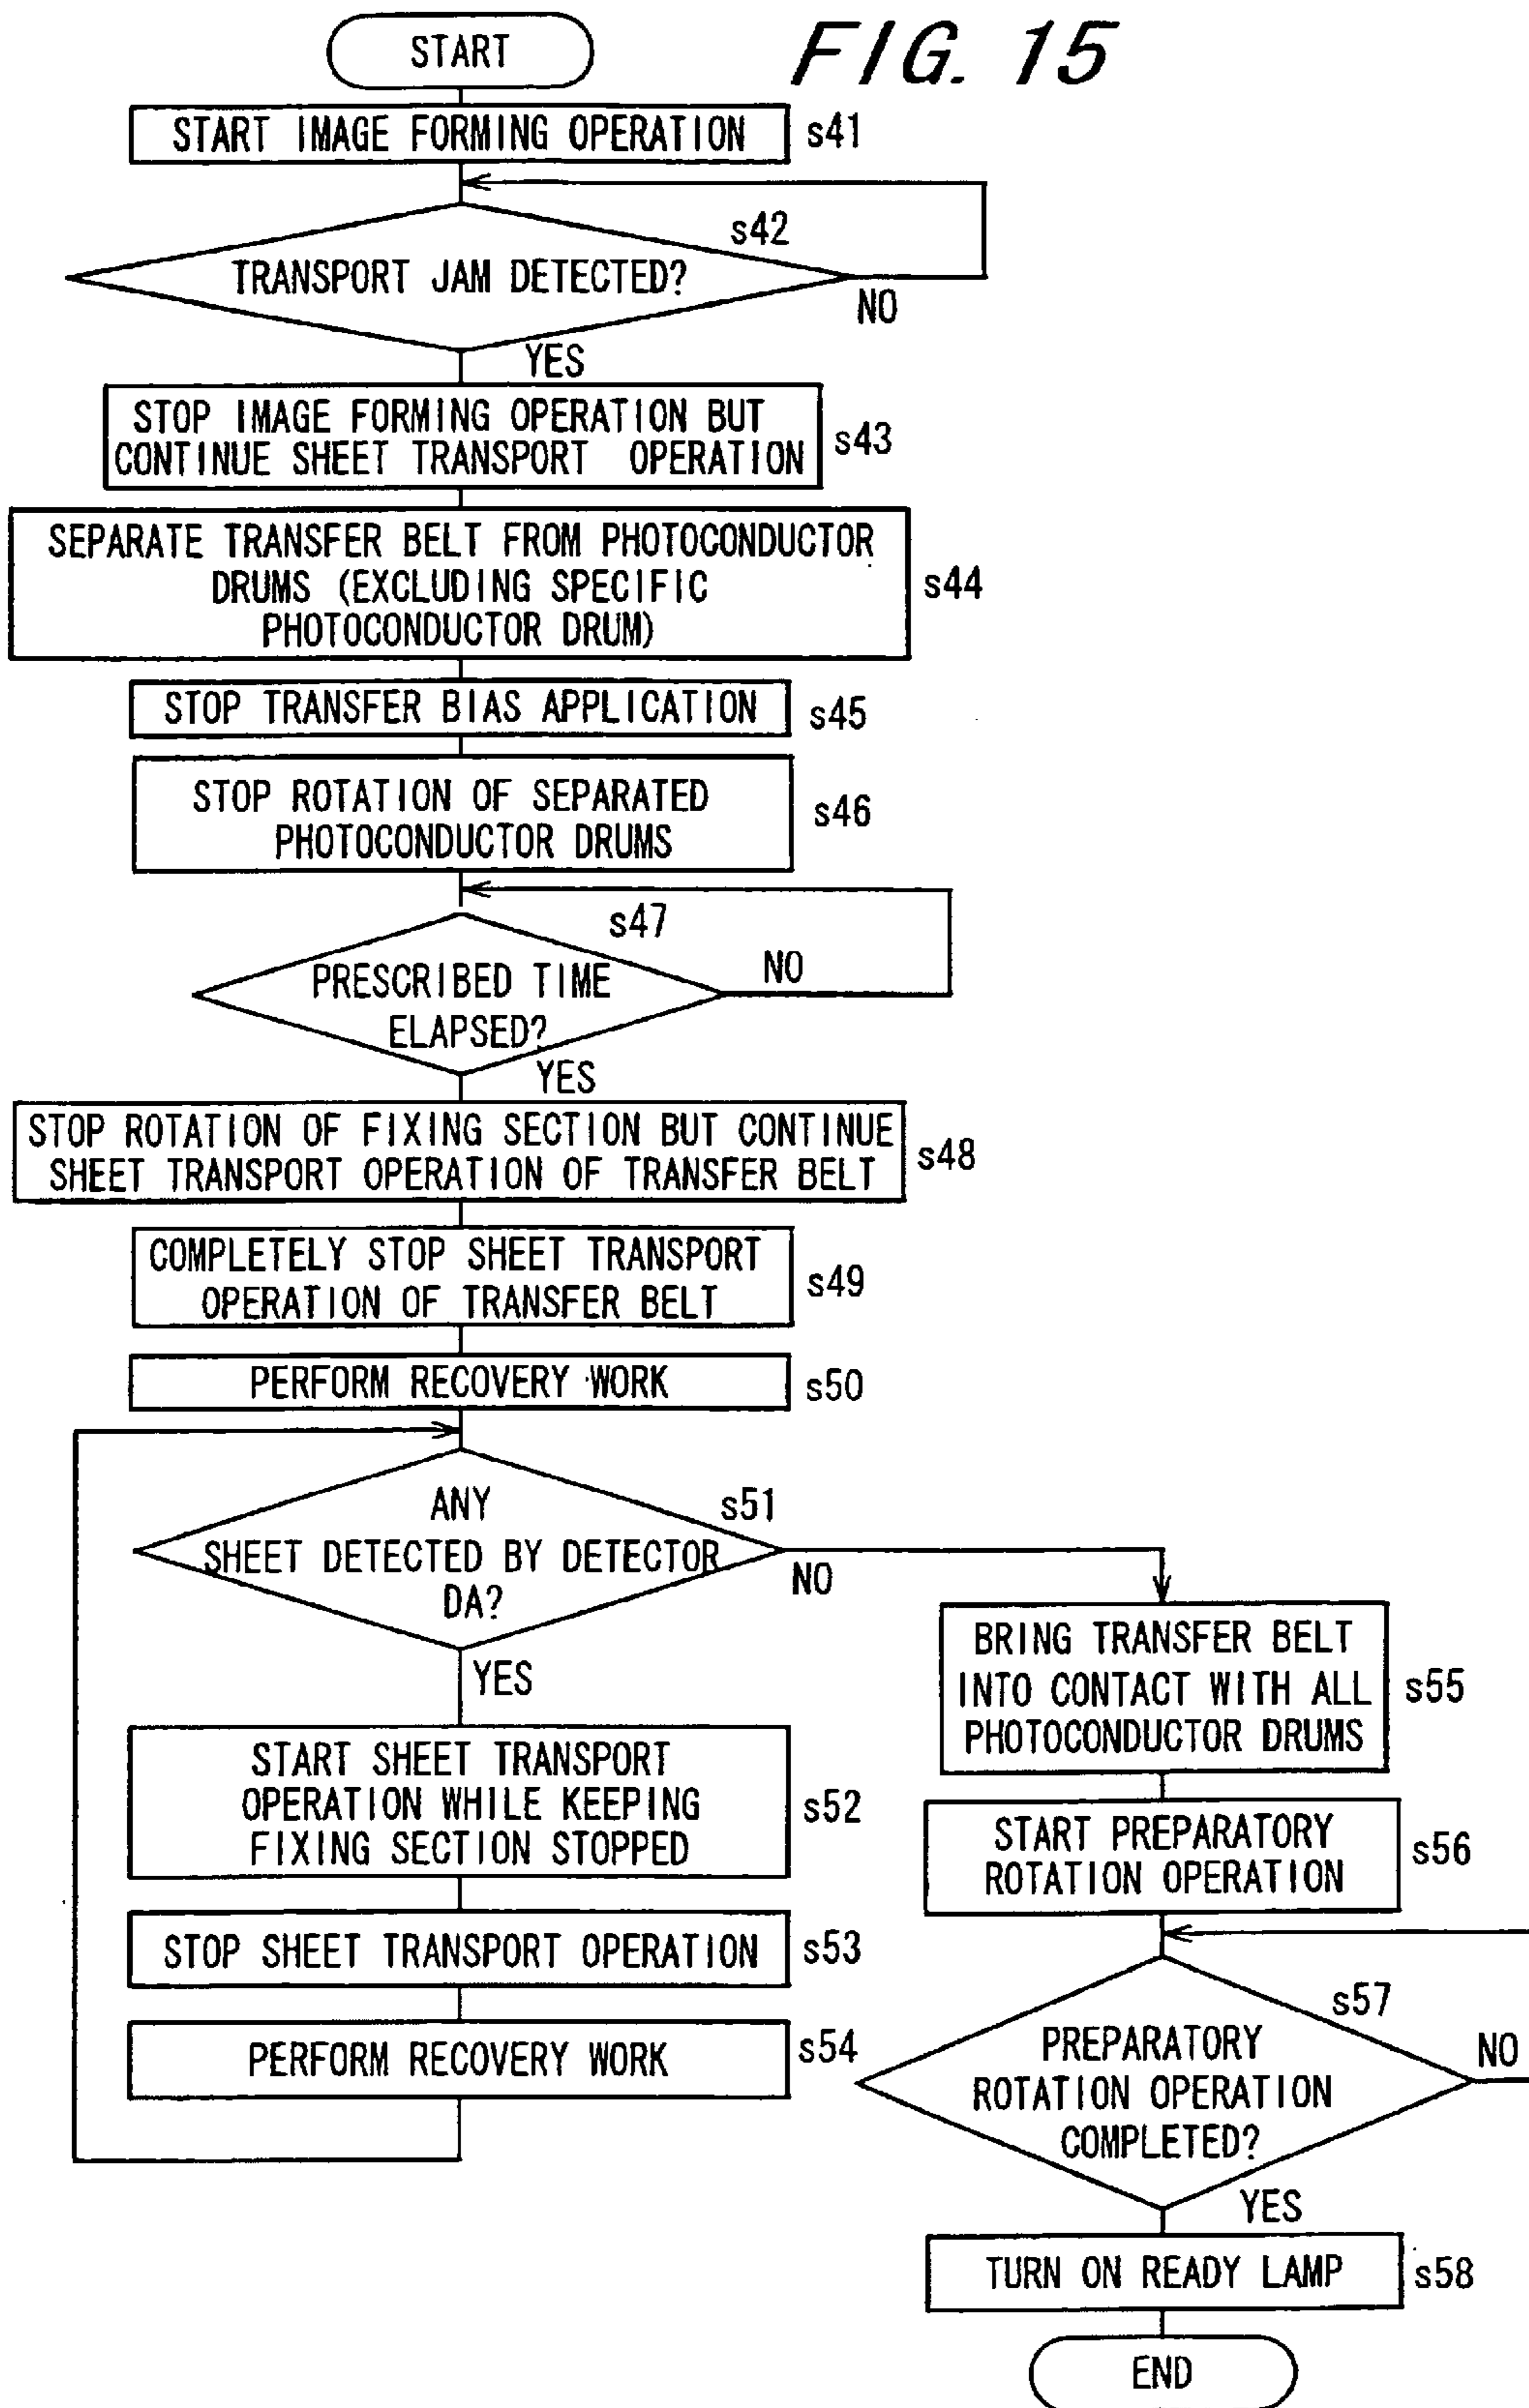 FIG. 15
START
START IMAGE FORMING OPERATION
s41
s42
TRANSPORT JAM DETECTED?
NO
YES
STOP IMAGE FORMING OPERATION BUT
CONTINUE SHEET TRANSPORT OPERATION
s43
SEPARATE TRANSFER BELT FROM PHOTOCONDUCTOR
DRUMS (EXCLUDING SPECIFIC
PHOTOCONDUCTOR DRUM)
s44
STOP TRANSFER BIAS APPLICATION
s45
STOP ROTATION OF SEPARATED
PHOTOCONDUCTOR DRUMS
s46
s47
PRESCRIBED TIME
ELAPSED?
NO
YES
STOP ROTATION OF FIXING SECTION BUT CONTINUE
SHEET TRANSPORT OPERATION OF TRANSFER BELT
s48
COMPLETELY STOP SHEET TRANSPORT
OPERATION OF TRANSFER BELT
s49
PERFORM RECOVERY WORK
s50
s51
ANY
SHEET DETECTED BY DETECTOR
DA?
NO
YES
START SHEET TRANSPORT
OPERATION WHILE KEEPING
FIXING SECTION STOPPED
s52
STOP SHEET TRANSPORT OPERATION
s53
PERFORM RECOVERY WORK
s54
BRING TRANSFER BELT
INTO CONTACT WITH ALL
PHOTOCONDUCTOR DRUMS
s55
START PREPARATORY
ROTATION OPERATION
s56
s57
PREPARATORY
ROTATION OPERATION
COMPLETED?
NO
YES
TURN ON READY LAMP
s58
END